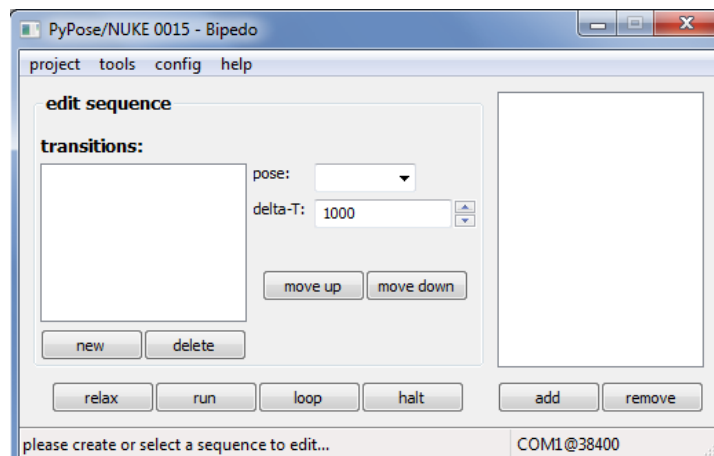 PyPose/NUKE 0015 - Bipedo
project tools config help
edit sequence
transitions:
pose:
delta-T: 1000
move up move down
new delete
relax run loop halt add remove
please create or select a sequence to edit... COM1@38400